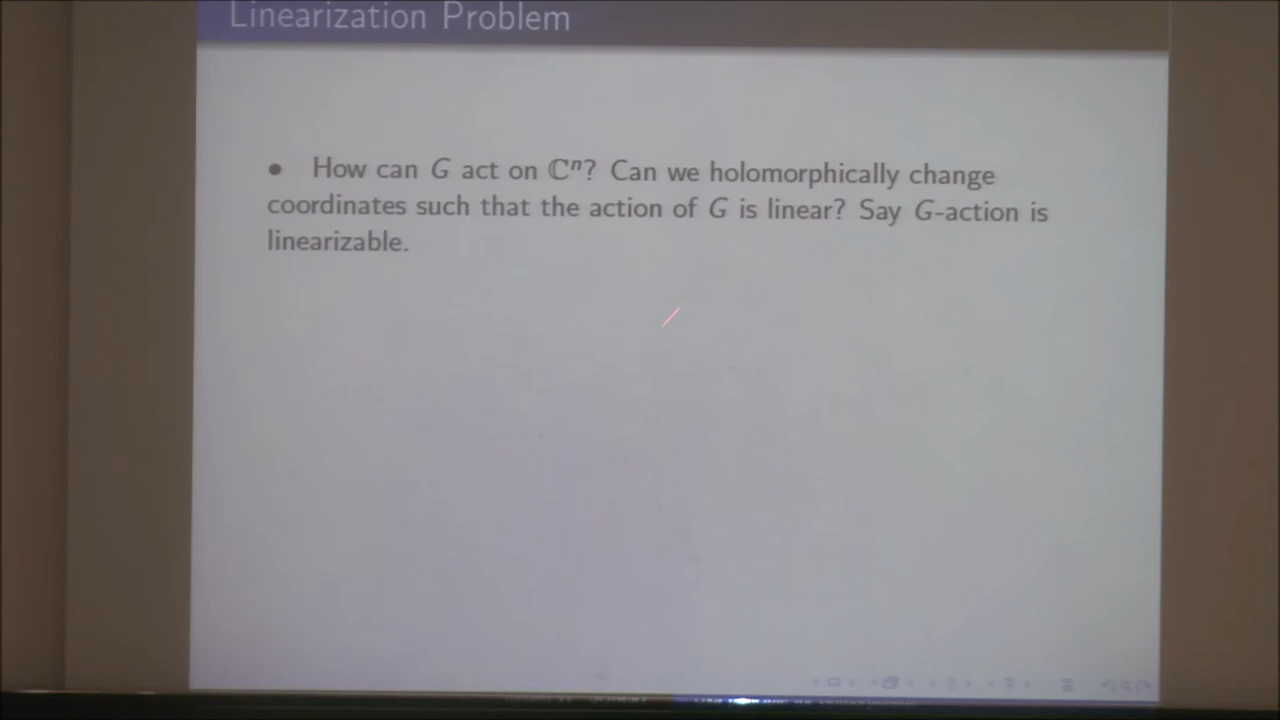 Linearization Problem
• How can G act on ℂⁿ? Can we holomorphically change
coordinates such that the action of G is linear? Say G-action is
linearizable.